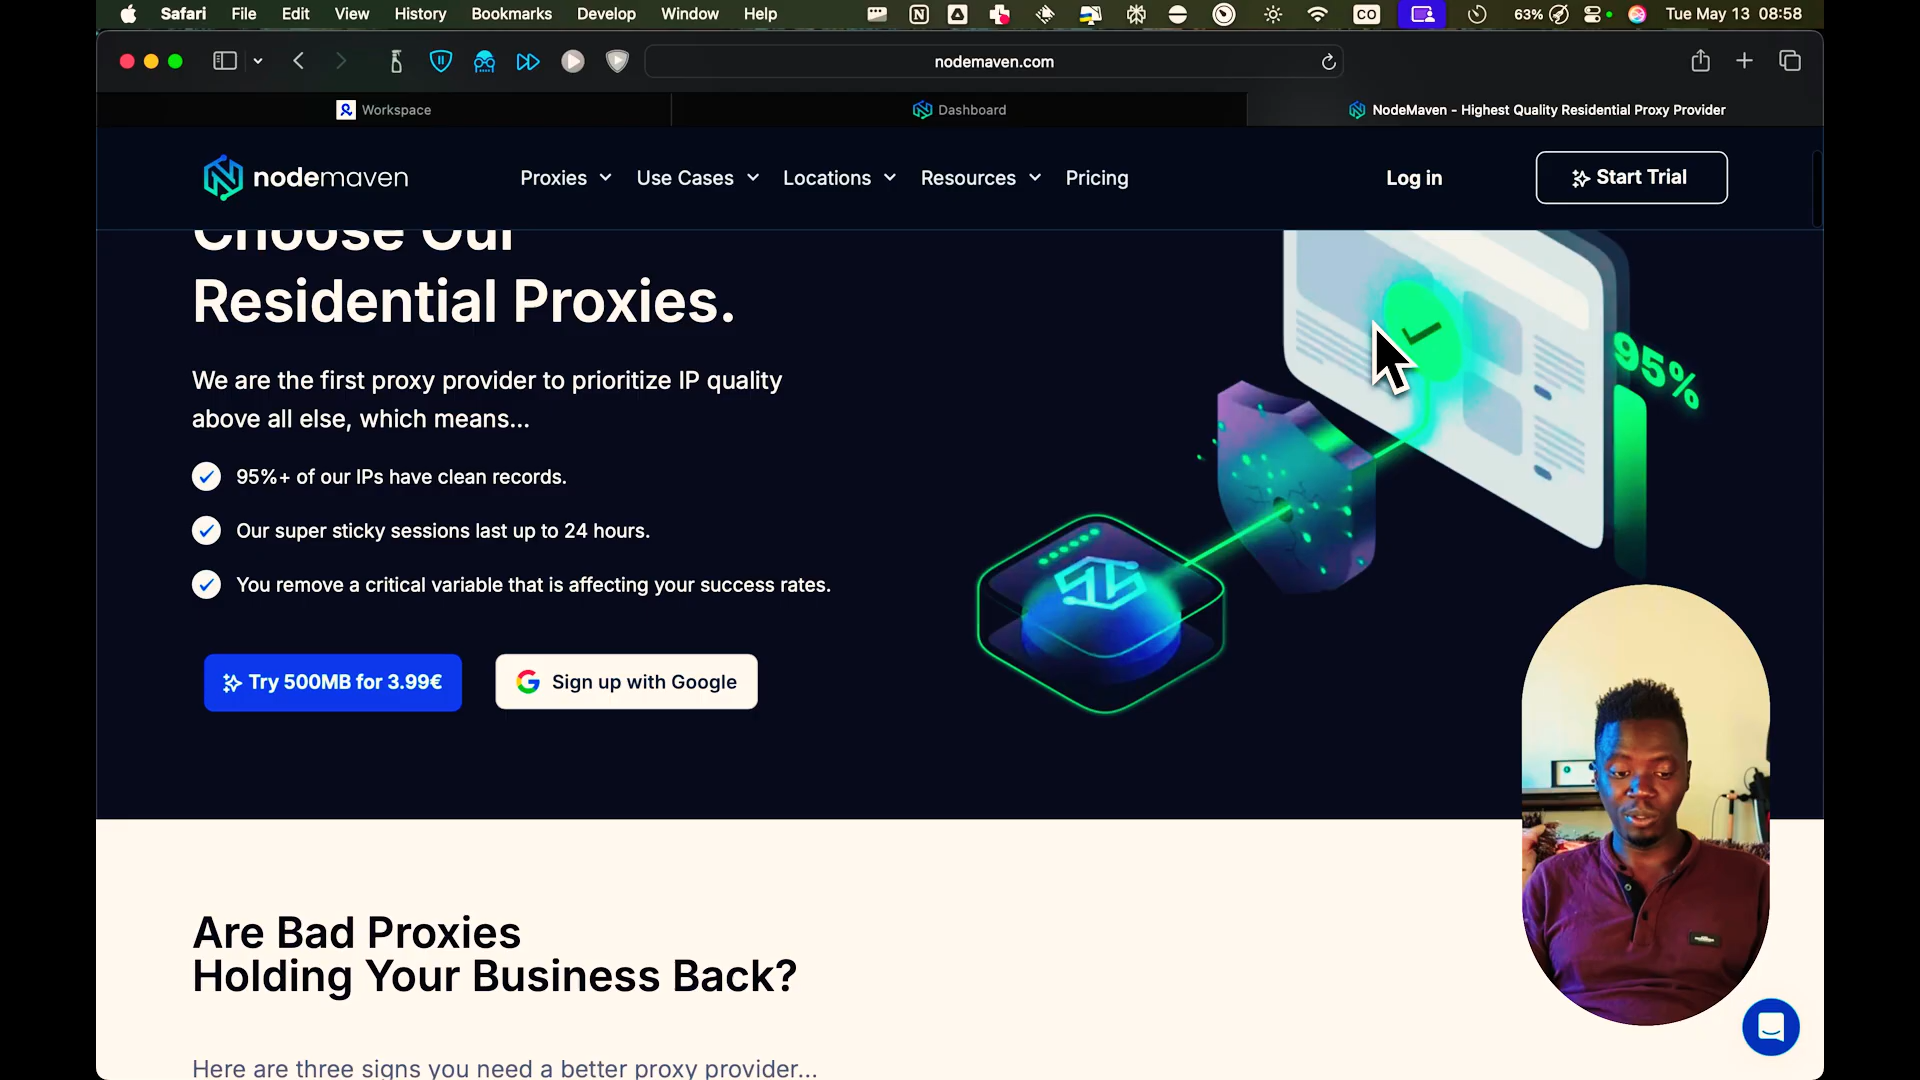 Safari File Edit View History Bookmarks Develop Window Help CO 63% Tue May 13 08:58
nodemaven.com
Workspace
Dashboard
NodeMaven - Highest Quality Residential Proxy Provider
nodemaven
Proxies Use Cases Locations Resources Pricing
Log in
Start Trial
Choose Our
Residential Proxies.
We are the first proxy provider to prioritize IP quality
above all else, which means...
95%+ of our IPs have clean records.
Our super sticky sessions last up to 24 hours.
You remove a critical variable that is affecting your success rates.
Try 500MB for 3.99€
Sign up with Google
95%
Are Bad Proxies
Holding Your Business Back?
Here are three signs you need a better proxy provider...